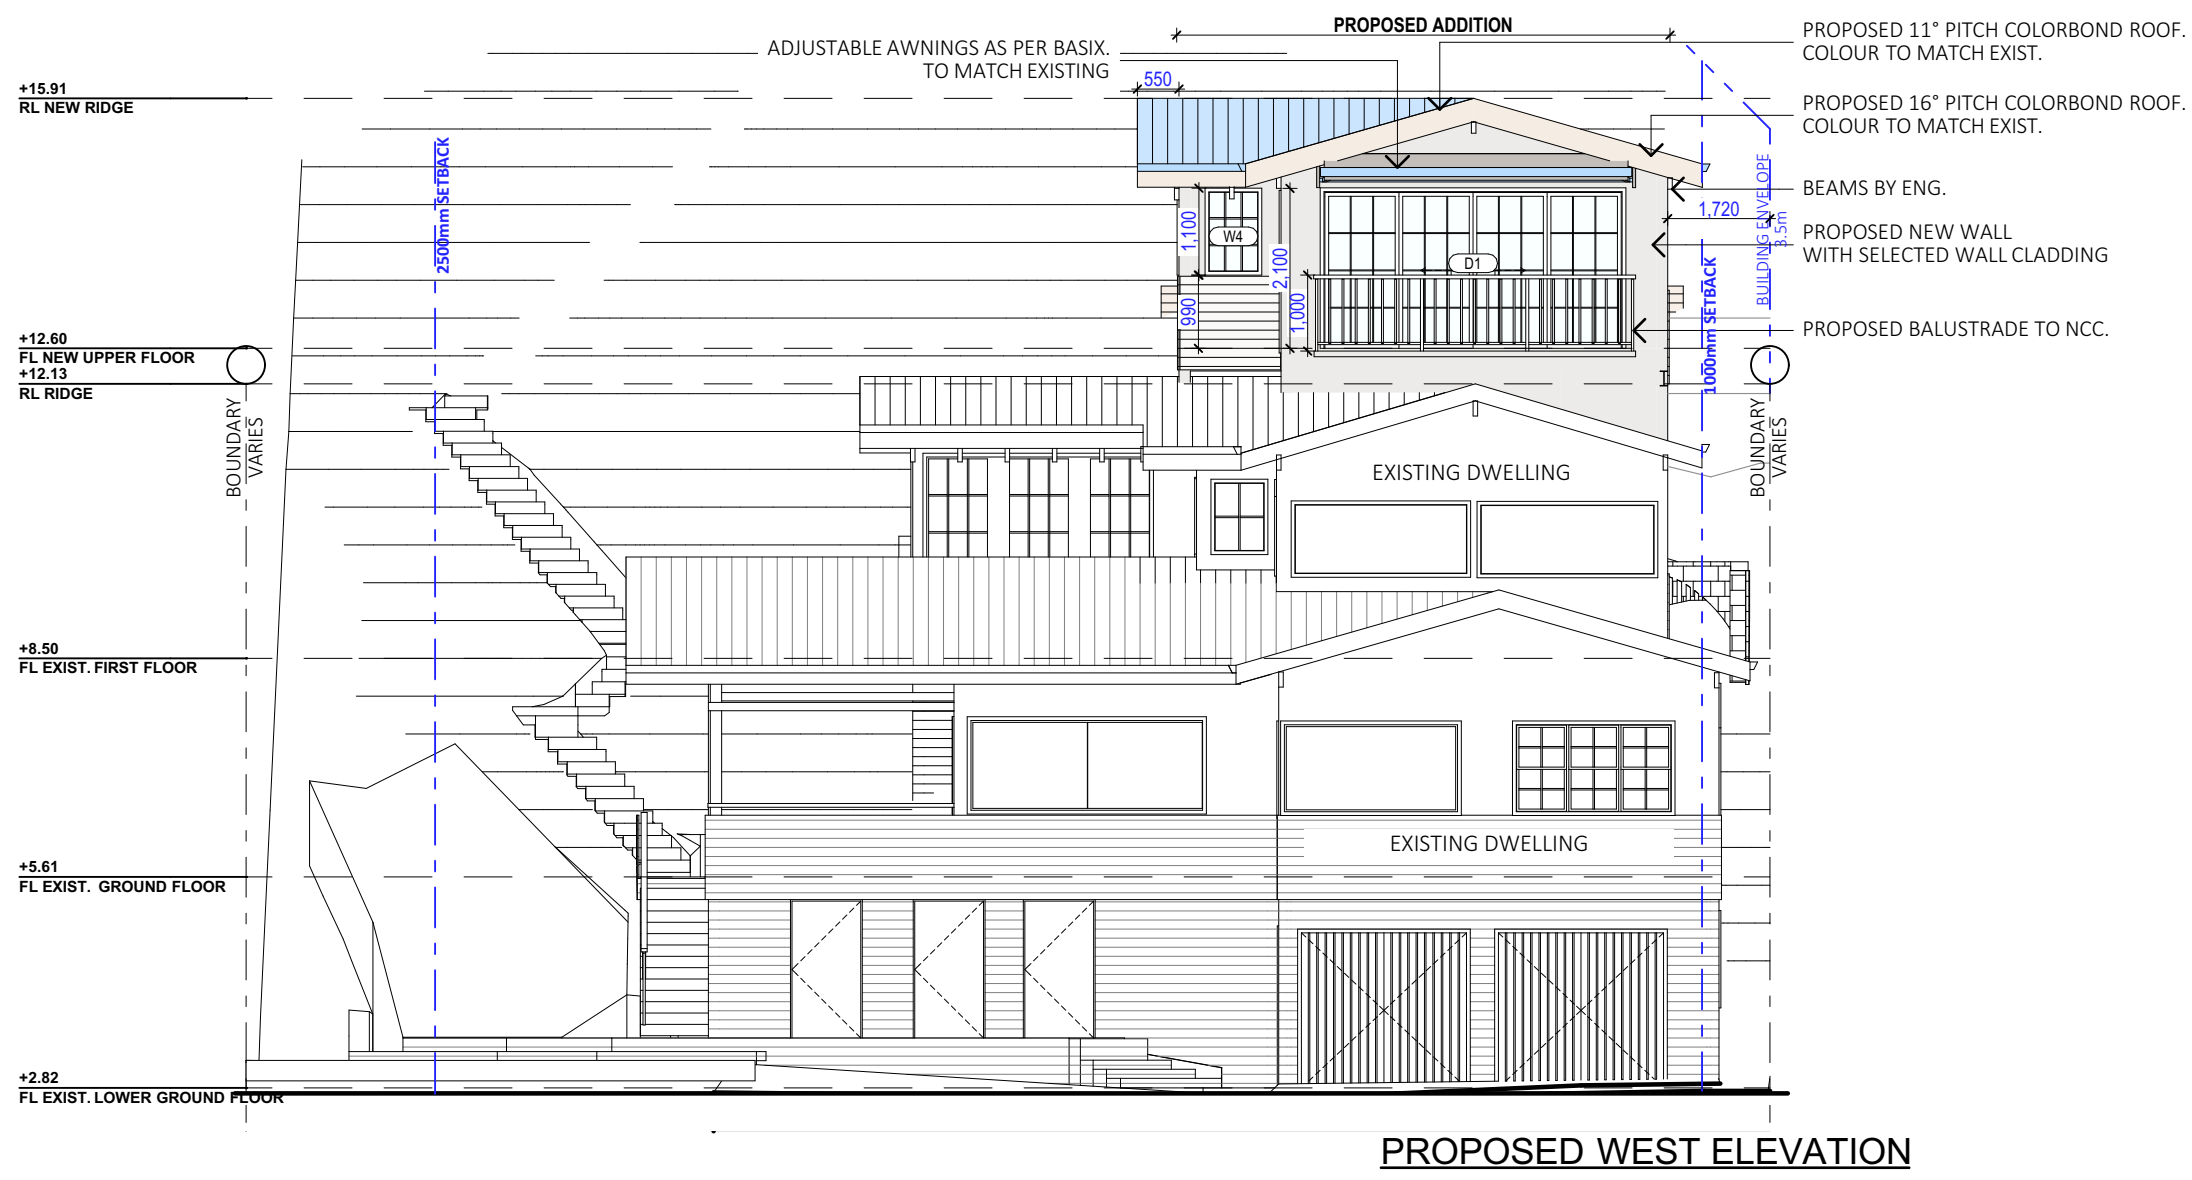 PROPOSED ADDITION
ADJUSTABLE AWNINGS AS PER BASIX.
TO MATCH EXISTING
PROPOSED 11° PITCH COLORBOND ROOF.
COLOUR TO MATCH EXIST.
550
+15.91
RL NEW RIDGE
PROPOSED 16° PITCH COLORBOND ROOF.
COLOUR TO MATCH EXIST.
2500mm SETBACK
BUILDING ENVELOPE
3.5m
BEAMS BY ENG.
1,720
1,100
W4
2,100
D1
PROPOSED NEW WALL
WITH SELECTED WALL CLADDING
990
1,000
1000mm SETBACK
PROPOSED BALUSTRADE TO NCC.
+12.60
FL NEW UPPER FLOOR
+12.13
RL RIDGE
BOUNDARY
VARIES
BOUNDARY
VARIES
EXISTING DWELLING
+8.50
FL EXIST. FIRST FLOOR
EXISTING DWELLING
+5.61
FL EXIST. GROUND FLOOR
+2.82
FL EXIST. LOWER GROUND FLOOR
PROPOSED WEST ELEVATION